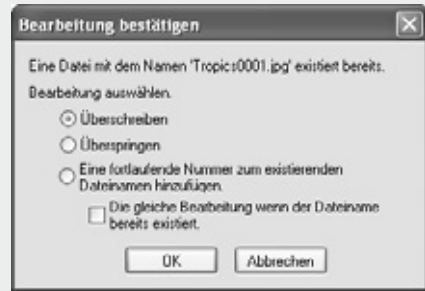 Bearbeitung bestätigen
Eine Datei mit dem Namen 'Tropics0001.jpg' existiert bereits.
Bearbeitung auswählen.
Überschreiben
Überspringen
Eine fortlaufende Nummer zum existierenden
Dateinamen hinzufügen.
Die gleiche Bearbeitung wenn der Dateiname
bereits existiert.
OK Abbrechen